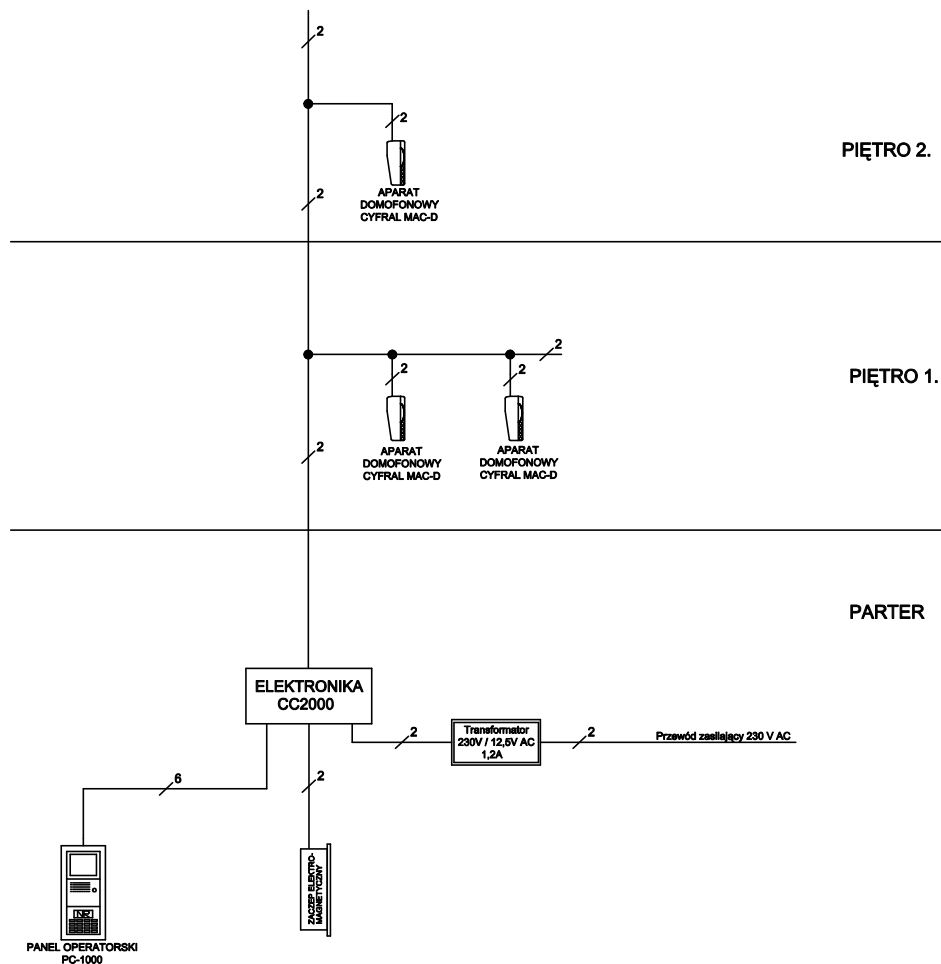 2
2
APARAT
DOMOFONOWY
CYFRAL MAC-D
2
PIĘTRO 2.
2
2
2
APARAT
DOMOFONOWY
CYFRAL MAC-D
APARAT
DOMOFONOWY
CYFRAL MAC-D
2
PIĘTRO 1.
PARTER
ELEKTRONIKA
CC2000
2
Transformator
230V / 12,5V AC
1,2A
2
Przewód zasilający 230 V AC
6
2
ZACZEP ELEKTRO-
MAGNETYCZNY
NR
PANEL OPERATORSKI
PC-1000